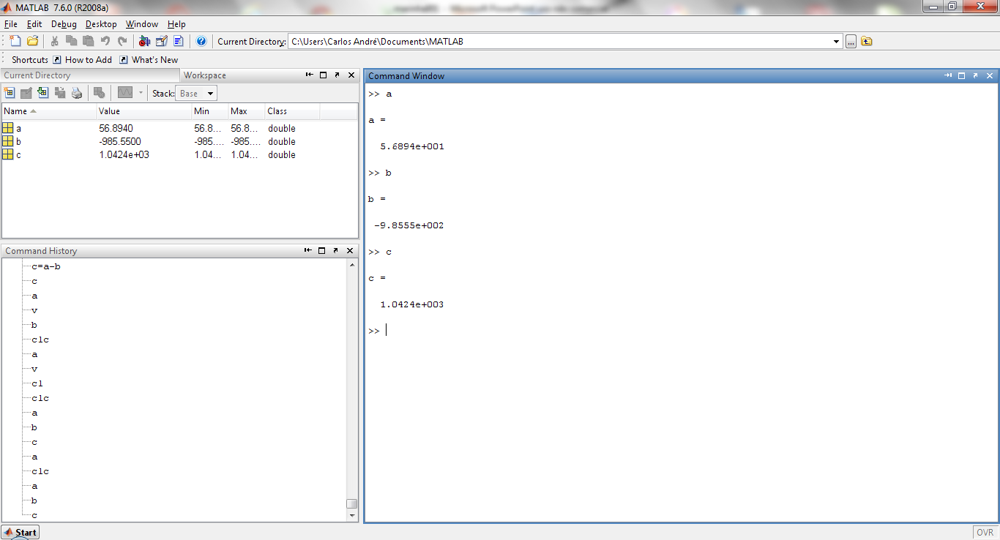 MATLAB 7.6.0 (R2008a)
File Edit Debug Desktop Window Help
Current Directory: C:\Users\Carlos André\Documents\MATLAB ...
Shortcuts How to Add What's New
Current Directory Workspace
Stack: Base
Name Value Min Max Class
a 56.8940 56.8... 56.8... double
b -985.5500 -985.... -985.... double
c 1.0424e+03 1.04... 1.04... double
Command History
c=a-b
c
a
v
b
clc
a
v
cl
clc
a
b
c
a
clc
a
b
c
Command Window
>> a
a =
5.6894e+001
>> b
b =
-9.8555e+002
>> c
c =
1.0424e+003
>>
Start
OVR